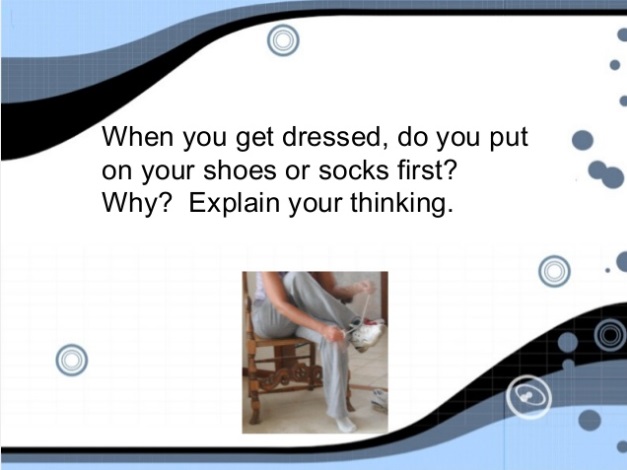 When you get dressed, do you put
on your shoes or socks first?
Why?  Explain your thinking.